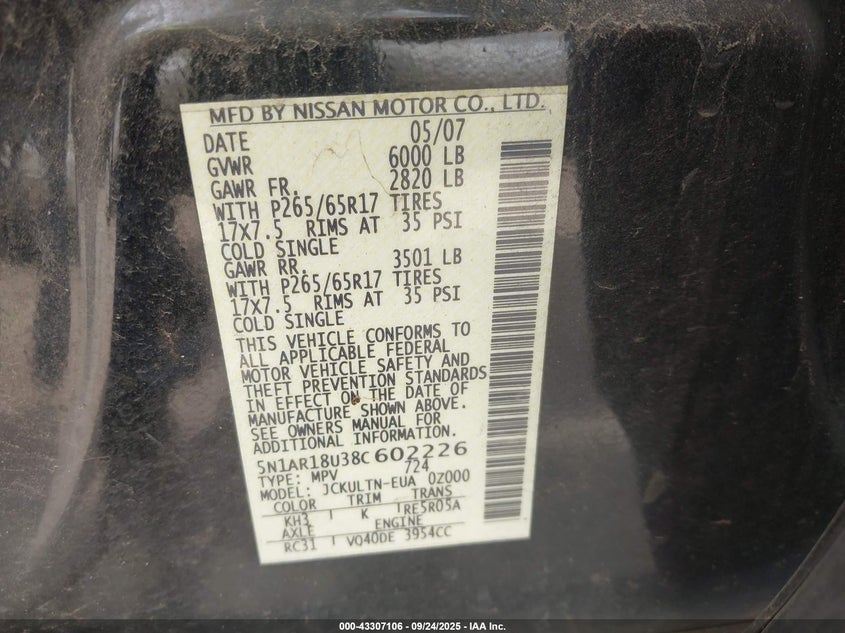 MFD BY NISSAN MOTOR CO., LTD.
DATE 05/07
GVWR 6000 LB
GAWR FR. 2820 LB
WITH P265/65R17 TIRES
17X7.5 RIMS AT 35 PSI
COLD SINGLE
GAWR RR. 3501 LB
WITH P265/65R17 TIRES
17X7.5 RIMS AT 35 PSI
COLD SINGLE
THIS VEHICLE CONFORMS TO
ALL APPLICABLE FEDERAL
MOTOR VEHICLE SAFETY AND
THEFT PREVENTION STANDARDS
IN EFFECT ON THE DATE OF
MANUFACTURE SHOWN ABOVE.
SEE OWNERS MANUAL FOR
ADDITIONAL INFORMATION.
5N1AR18U38C602226
TYPE: MPV 724
MODEL: JCKULTN-EUA 0Z000
COLOR TRIM TRANS
KH3 K RE5R05A
AXLE ENGINE
RC31 VQ40DE 3954CC
000-43307106 - 09/24/2025 - IAA Inc.